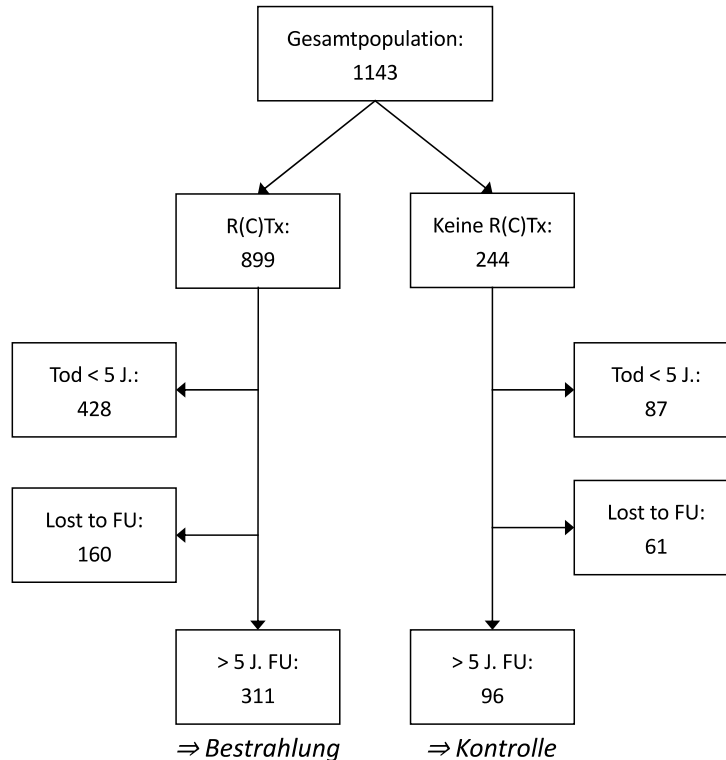 Gesamtpopulation:
1143
R(C)Tx:
899
Keine R(C)Tx:
244
Tod < 5 J.:
428
Tod < 5 J.:
87
Lost to FU:
160
Lost to FU:
61
> 5 J. FU:
311
> 5 J. FU:
96
⇒ Bestrahlung
⇒ Kontrolle